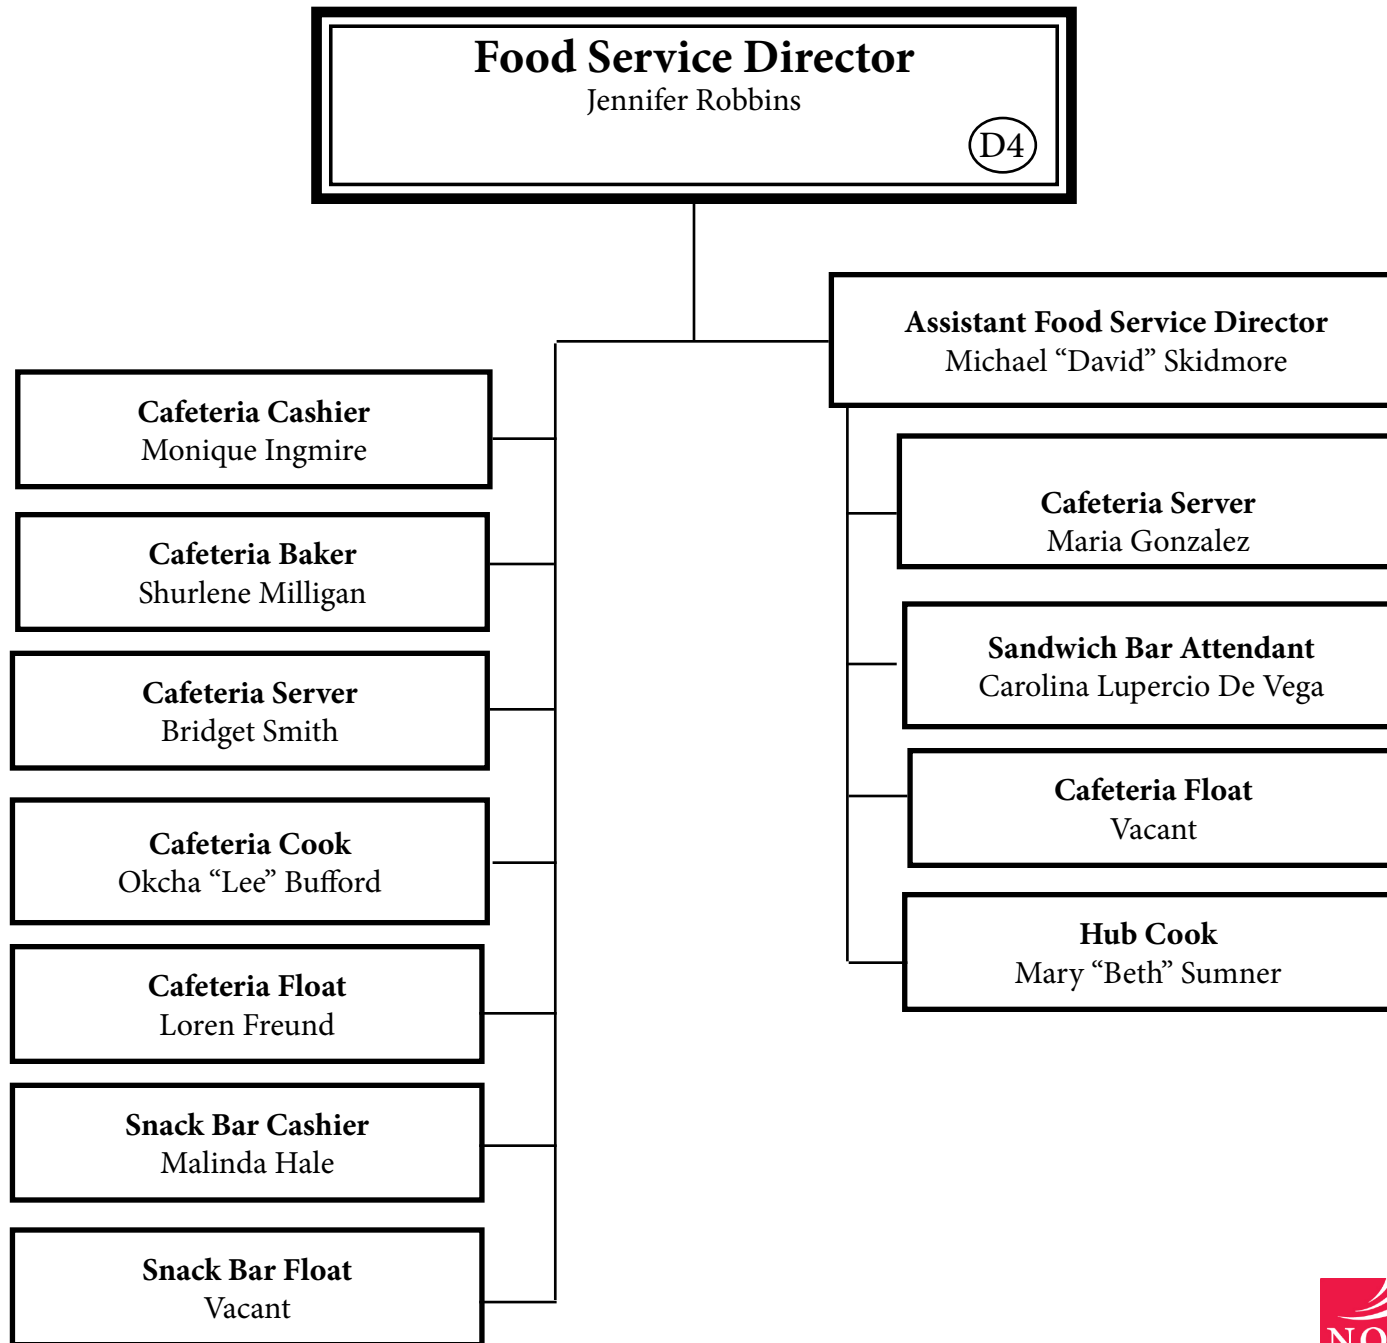 Food Service Director
Jennifer Robbins
D4
Assistant Food Service Director
Michael “David” Skidmore
Cafeteria Cashier
Monique Ingmire
Cafeteria Baker
Shurlene Milligan
Cafeteria Server
Bridget Smith
Cafeteria Cook
Okcha “Lee” Bufford
Cafeteria Float
Loren Freund
Snack Bar Cashier
Malinda Hale
Snack Bar Float
Vacant
Cafeteria Server
Maria Gonzalez
Sandwich Bar Attendant
Carolina Lupercio De Vega
Cafeteria Float
Vacant
Hub Cook
Mary “Beth” Sumner